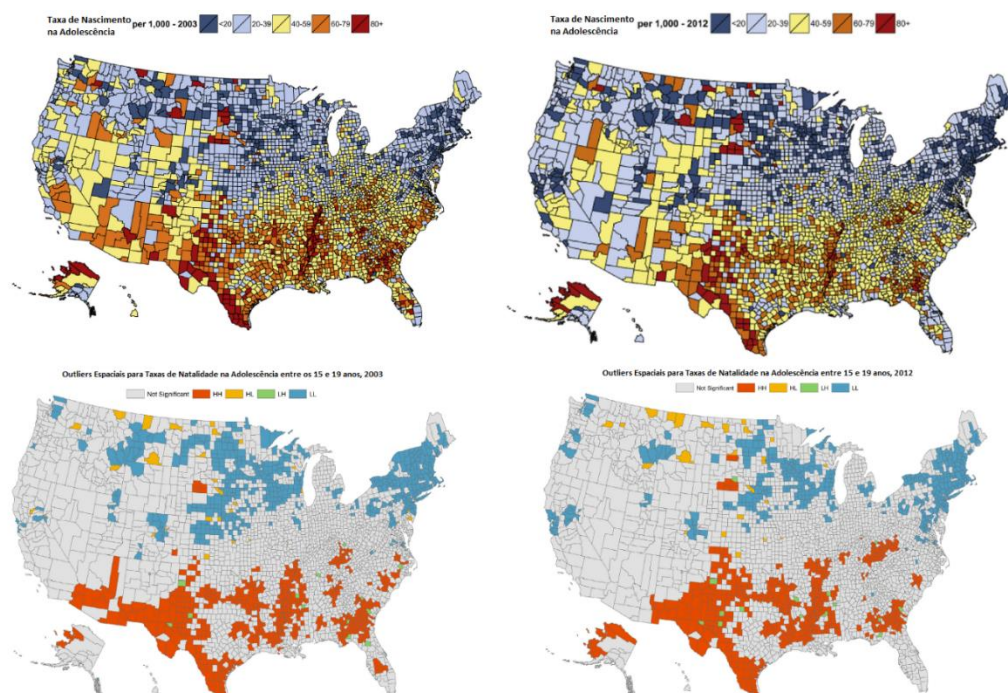 Taxa de Nascimento
na Adolescência
per 1,000 - 2003 <20 20-39 40-59 60-79 80+
Taxa de Nascimento
na Adolescência
per 1,000 - 2012 <20 20-39 40-59 60-79 80+
Outliers Espaciais para Taxas de Natalidade na Adolescência entre os 15 e 19 anos, 2003
Not Significant HH HL LH LL
Outliers Espaciais para Taxas de Natalidade na Adolescência entre 15 e 19 anos, 2012
Not Significant HH HL LH LL